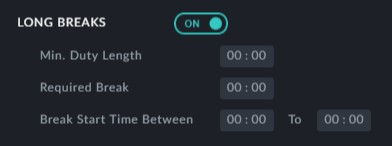 LONG BREAKS ON
Min. Duty Length 00 : 00
Required Break 00 : 00
Break Start Time Between 00 : 00 To 00 : 00